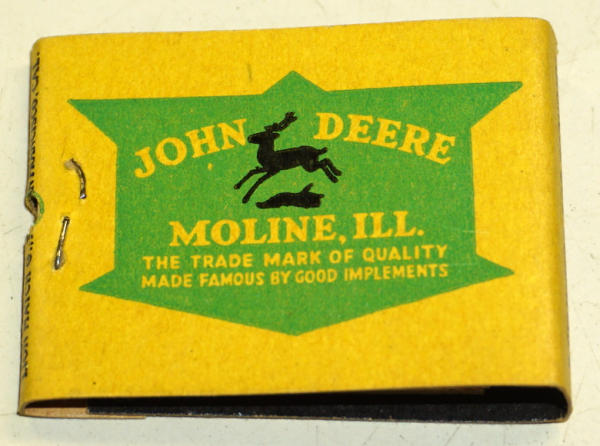 JOHN DEERE
MOLINE, ILL.
THE TRADE MARK OF QUALITY
MADE FAMOUS BY GOOD IMPLEMENTS